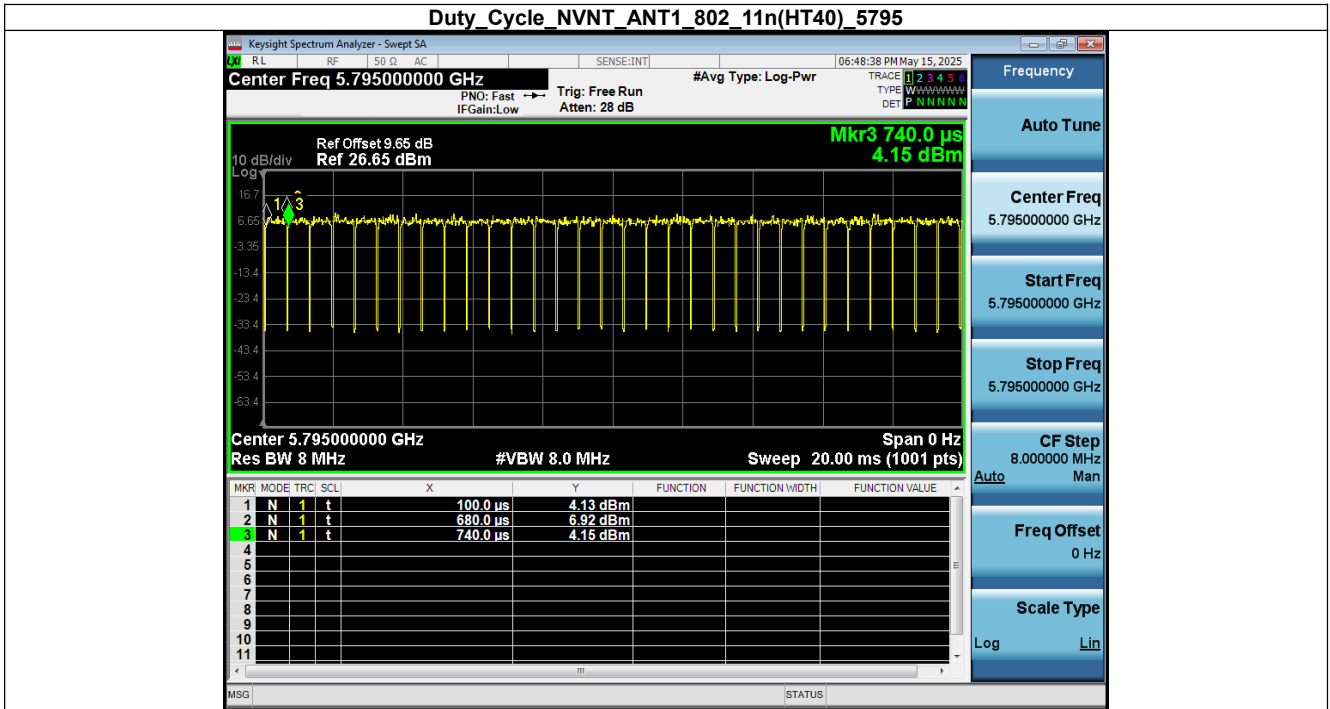 Duty_Cycle_NVNT_ANT1_802_11n(HT40)_5795
Keysight Spectrum Analyzer - Swept SA
LXI RL RF 50 Ω AC SENSE:INT 06:48:38 PM May 15, 2025
Center Freq 5.795000000 GHz #Avg Type: Log-Pwr TRACE 1 2 3 4 5 6
PNO: Fast Trig: Free Run TYPE WWWWWW
IFGain:Low Atten: 28 dB DET P N N N N N
Ref Offset 9.65 dB Mkr3 740.0 µs
10 dB/div Ref 26.65 dBm 4.15 dBm
Log
16.7
1 3
6.65
-3.35
-13.4
-23.4
-33.4
-43.4
-53.4
-63.4
Center 5.795000000 GHz Span 0 Hz
Res BW 8 MHz #VBW 8.0 MHz Sweep 20.00 ms (1001 pts)
MKR MODE TRC SCL X Y FUNCTION FUNCTION WIDTH FUNCTION VALUE
1 N 1 t 100.0 µs 4.13 dBm
2 N 1 t 680.0 µs 6.92 dBm
3 N 1 t 740.0 µs 4.15 dBm
4
5
6
7
8
9
10
11
MSG STATUS
Frequency
Auto Tune
Center Freq
5.795000000 GHz
Start Freq
5.795000000 GHz
Stop Freq
5.795000000 GHz
CF Step
8.000000 MHz
Auto Man
Freq Offset
0 Hz
Scale Type
Log Lin